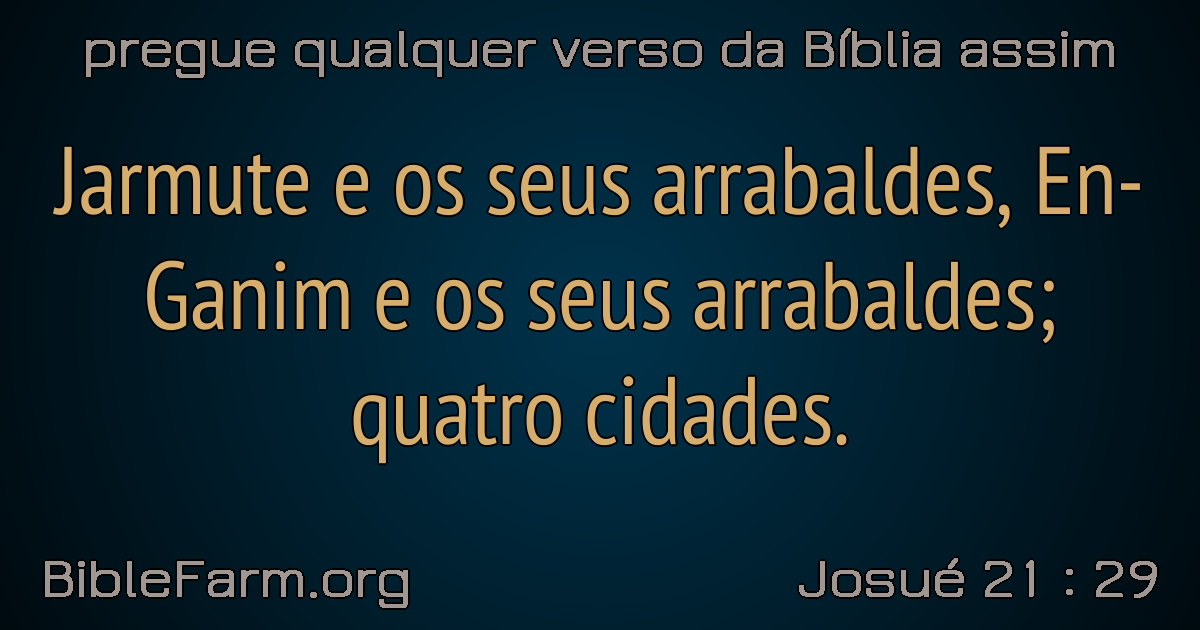 pregue qualquer verso da Bíblia assim
Jarmute e os seus arrabaldes, En-
Ganim e os seus arrabaldes;
quatro cidades.
BibleFarm.org
Josué 21 : 29